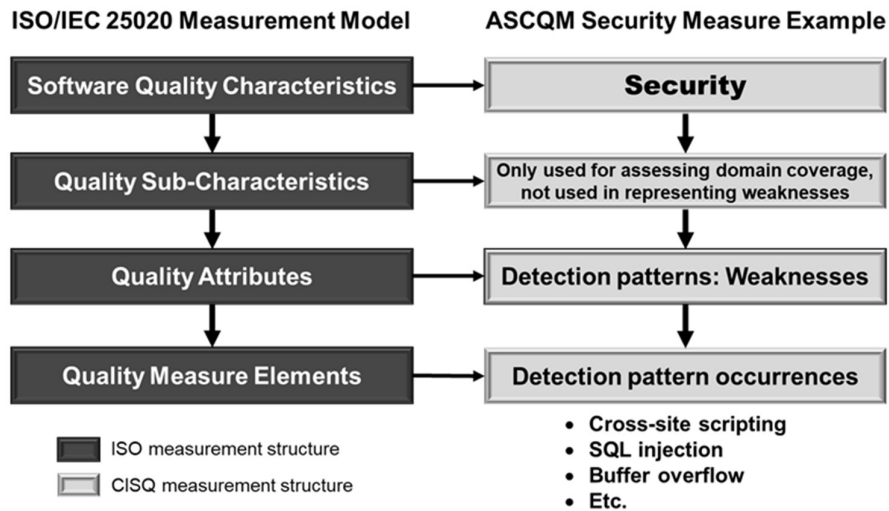 ISO/IEC 25020 Measurement Model
ASCQM Security Measure Example
Software Quality Characteristics
Security
Quality Sub-Characteristics
Only used for assessing domain coverage,
not used in representing weaknesses
Quality Attributes
Detection patterns: Weaknesses
Quality Measure Elements
Detection pattern occurrences
• Cross-site scripting
• SQL injection
• Buffer overflow
• Etc.
ISO measurement structure
CISQ measurement structure